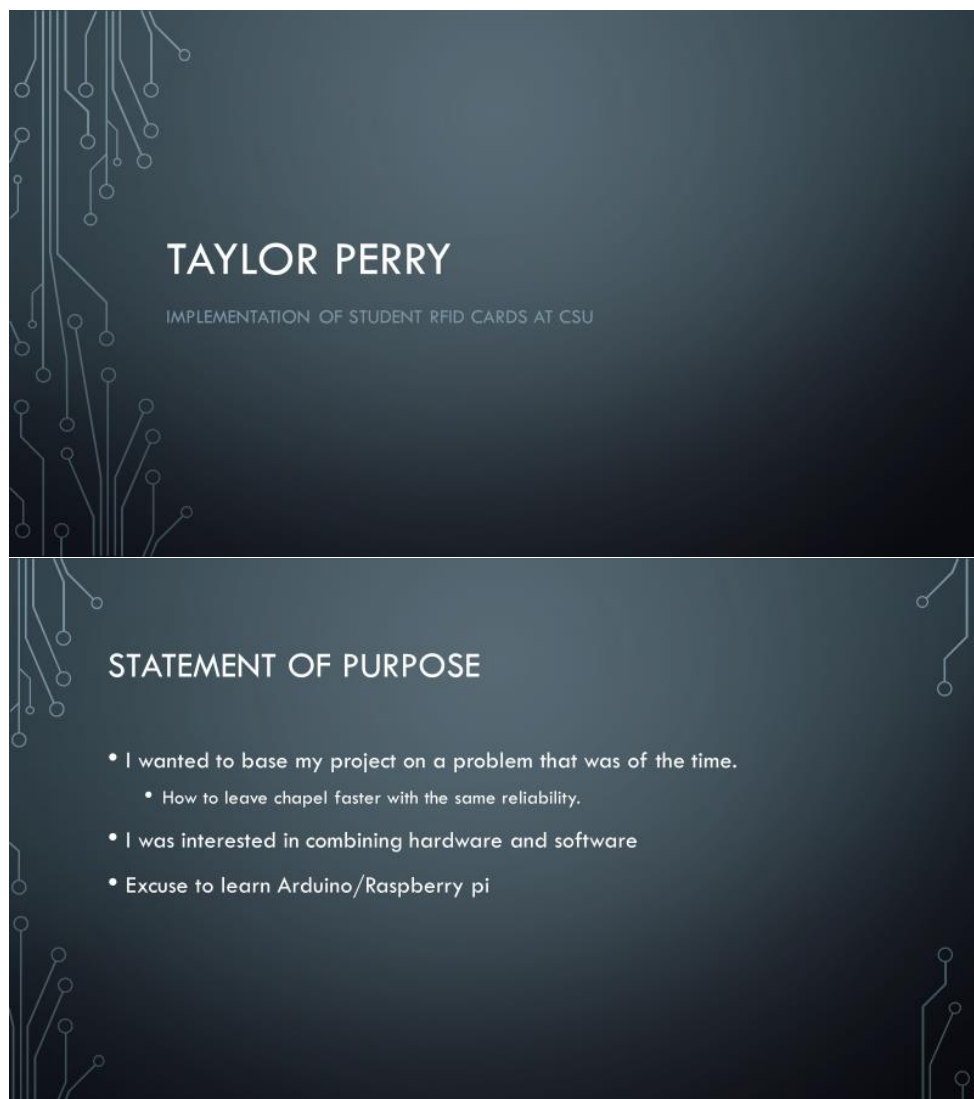 TAYLOR PERRY
IMPLEMENTATION OF STUDENT RFID CARDS AT CSU
STATEMENT OF PURPOSE
• I wanted to base my project on a problem that was of the time.
• How to leave chapel faster with the same reliability.
• I was interested in combining hardware and software
• Excuse to learn Arduino/Raspberry pi